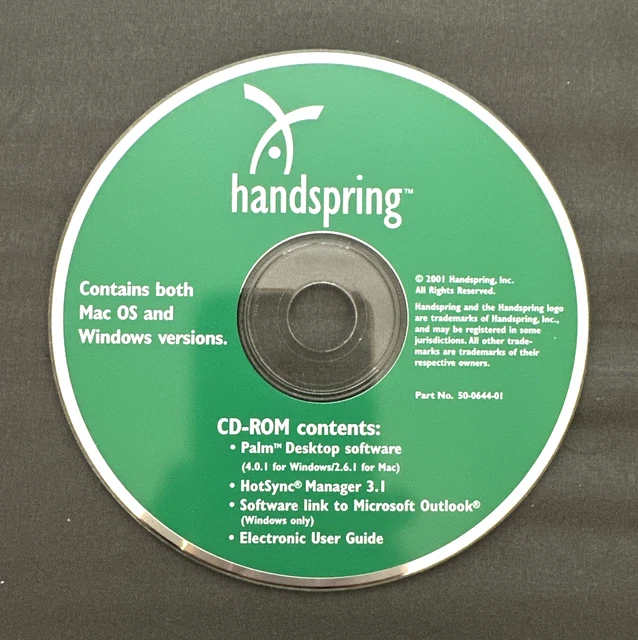 handspring™
Contains both
Mac OS and
Windows versions.
© 2001 Handspring, Inc.
All Rights Reserved.
Handspring and the Handspring logo
are trademarks of Handspring, Inc.,
and may be registered in some
jurisdictions. All other trade-
marks are trademarks of their
respective owners.
Part No. 50-0644-01
CD-ROM contents:
• Palm™ Desktop software
(4.0.1 for Windows/2.6.1 for Mac)
• HotSync® Manager 3.1
• Software link to Microsoft Outlook®
(Windows only)
• Electronic User Guide